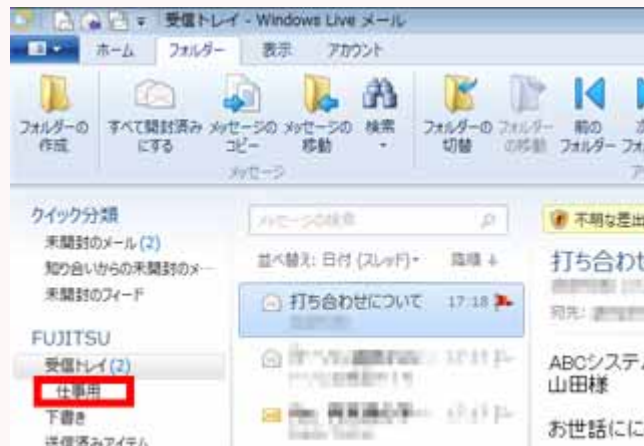 受信トレイ - Windows Live メール
ホーム フォルダー 表示 アカウント
フォルダーの作成
すべて開封済みにする
メッセージのコピー
メッセージの移動
検索
フォルダーの切替
フォルダーの移動
前のフォルダー
メッセージ
クイック分類
未開封のメール (2)
知り合いからの未開封のメ…
未開封のフィード
FUJITSU
受信トレイ (2)
仕事用
下書き
送信済みアイテム
メッセージの検索
並べ替え: 日付 (スレッド) 降順
打ち合わせについて 17:18
不明な差出
打ち合わせ
宛先:
ABCシステム
山田様
お世話にに